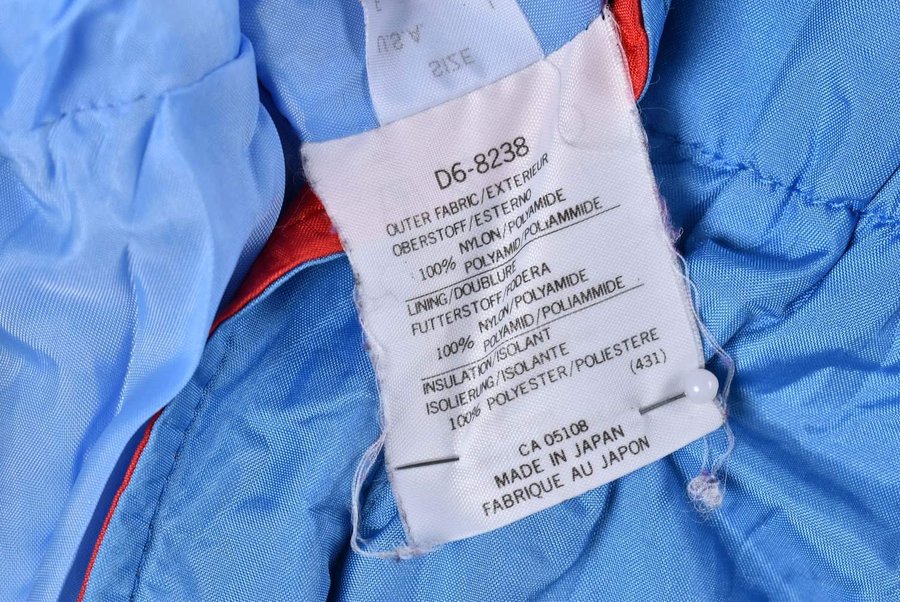 U.S.A.
SIZE
D6-8238
OUTER FABRIC/EXTERIEUR
OBERSTOFF/ESTERNO
NYLON/POLYAMIDE
100% POLYAMID/POLIAMMIDE
LINING/DOUBLURE
FUTTERSTOFF/FODERA
NYLON/POLYAMIDE
100% POLYAMID/POLIAMMIDE
INSULATION/ISOLANT
ISOLIERUNG/ISOLANTE
100% POLYESTER/POLIESTERE
(431)
CA 05108
MADE IN JAPAN
FABRIQUE AU JAPON